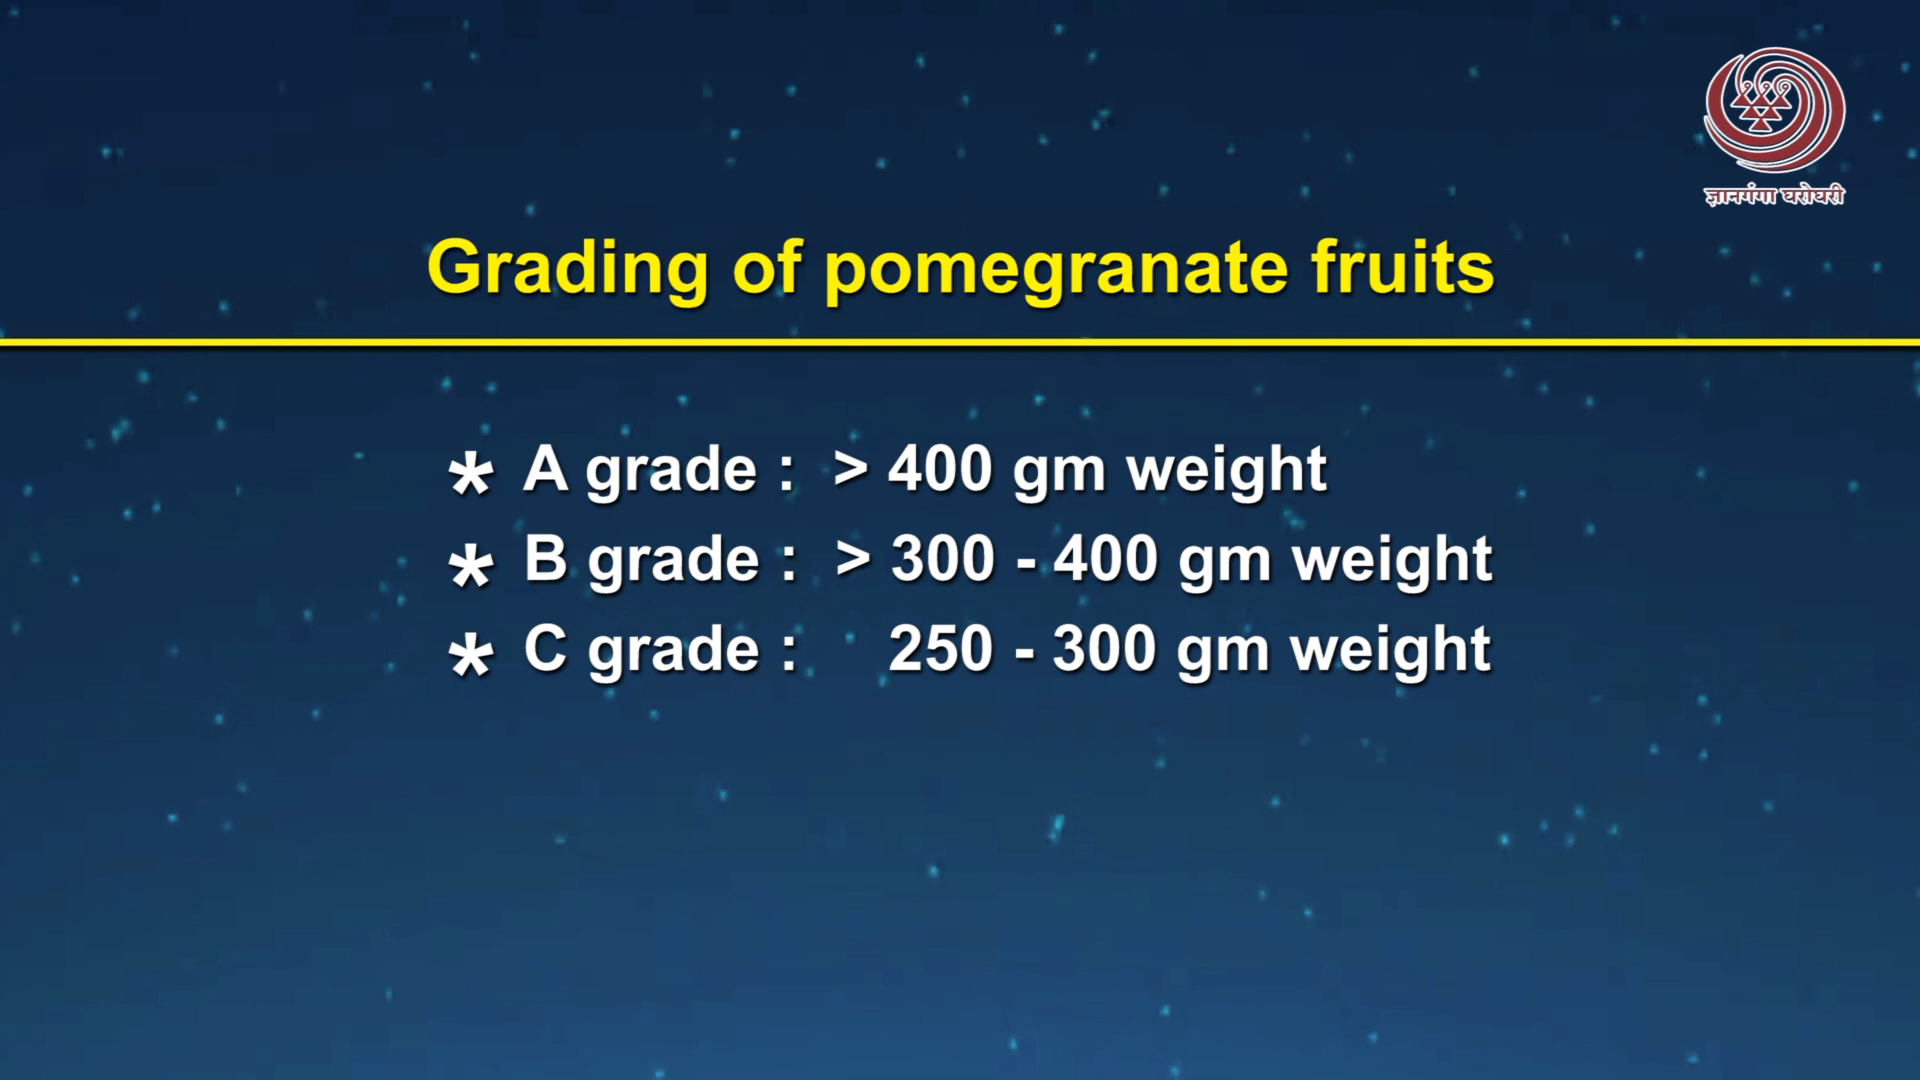 ज्ञानगंगा घरोघरी
Grading of pomegranate fruits
* A grade : > 400 gm weight
* B grade : > 300 - 400 gm weight
* C grade : 250 - 300 gm weight